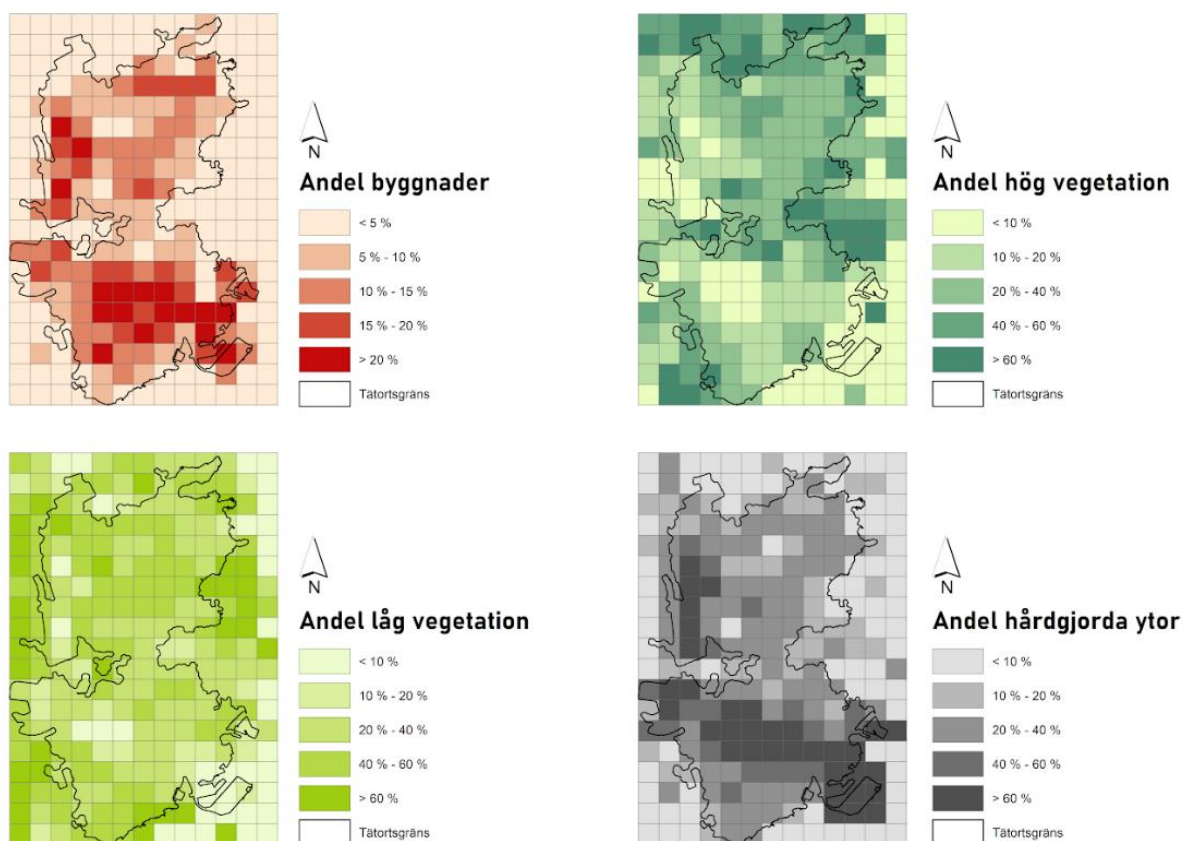 N
Andel byggnader
< 5 %
5 % - 10 %
10 % - 15 %
15 % - 20 %
> 20 %
Tätortsgräns
N
Andel hög vegetation
< 10 %
10 % - 20 %
20 % - 40 %
40 % - 60 %
> 60 %
Tätortsgräns
N
Andel låg vegetation
< 10 %
10 % - 20 %
20 % - 40 %
40 % - 60 %
> 60 %
Tätortsgräns
N
Andel hårdgjorda ytor
< 10 %
10 % - 20 %
20 % - 40 %
40 % - 60 %
> 60 %
Tätortsgräns